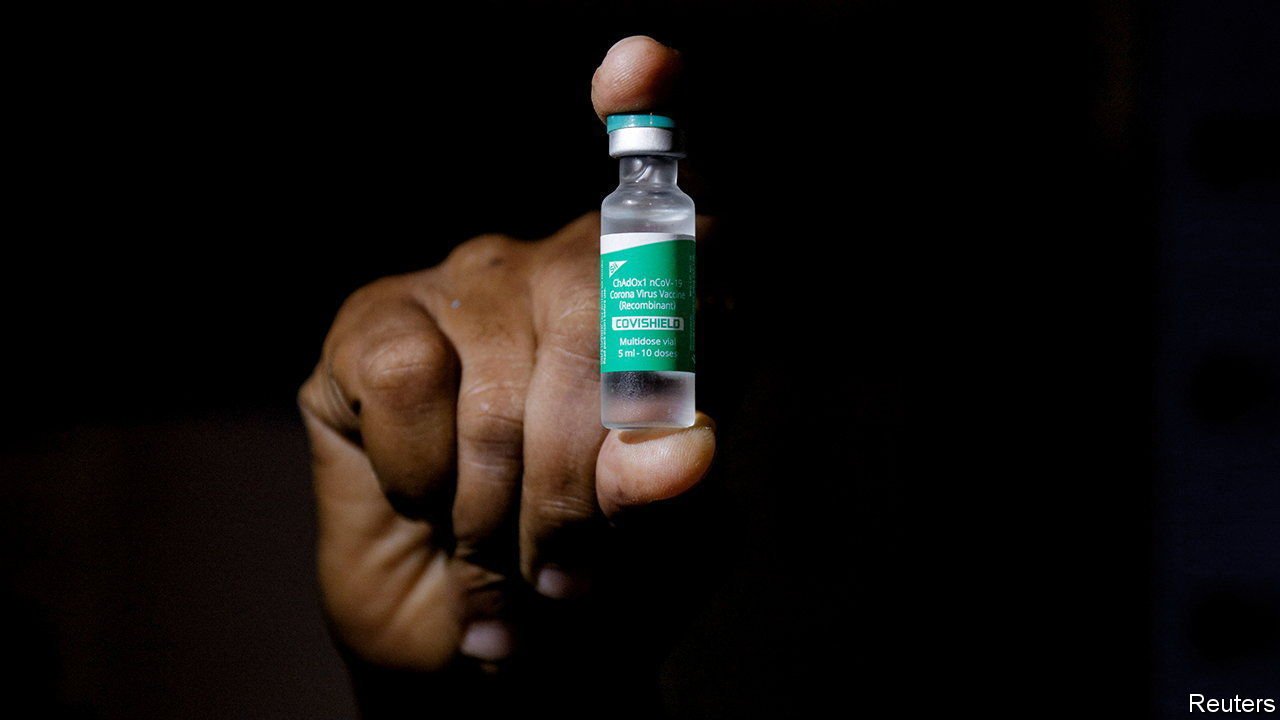 ChAdOx1 nCoV-19
Corona Virus Vaccine
(Recombinant)
COVISHIELD
Multidose vial
5 ml - 10 doses
Reuters